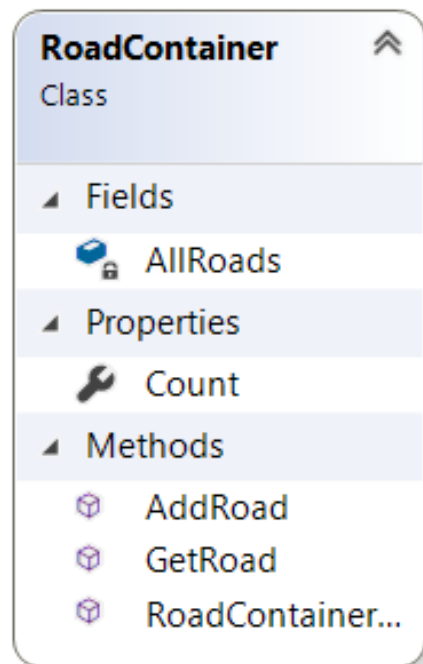 RoadContainer
Class
Fields
AllRoads
Properties
Count
Methods
AddRoad
GetRoad
RoadContainer...